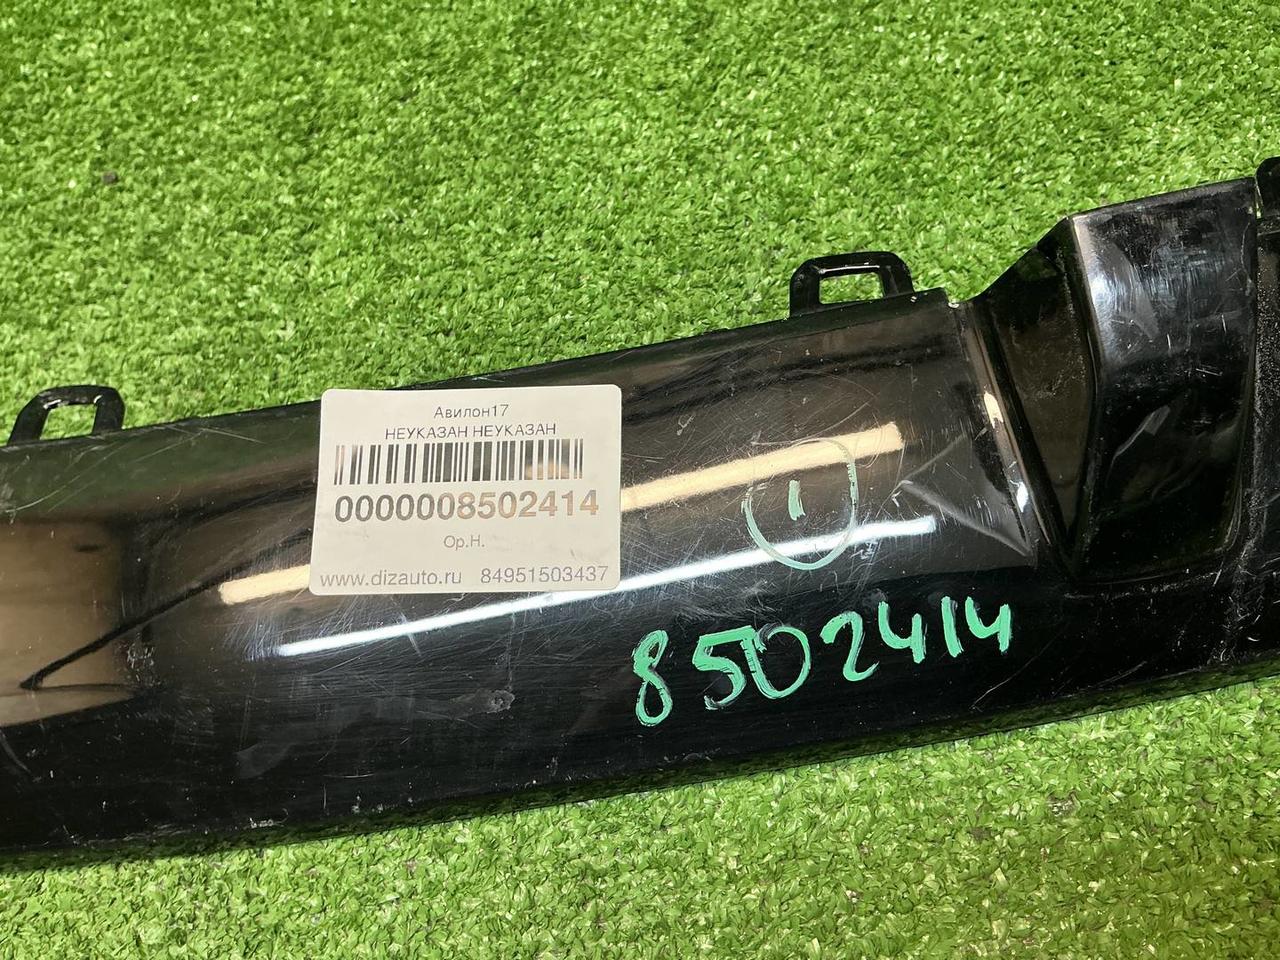 Авилон17
НЕУКАЗАН НЕУКАЗАН
0000008502414
Ор.Н.
www.dizauto.ru 84951503437
1
8502414